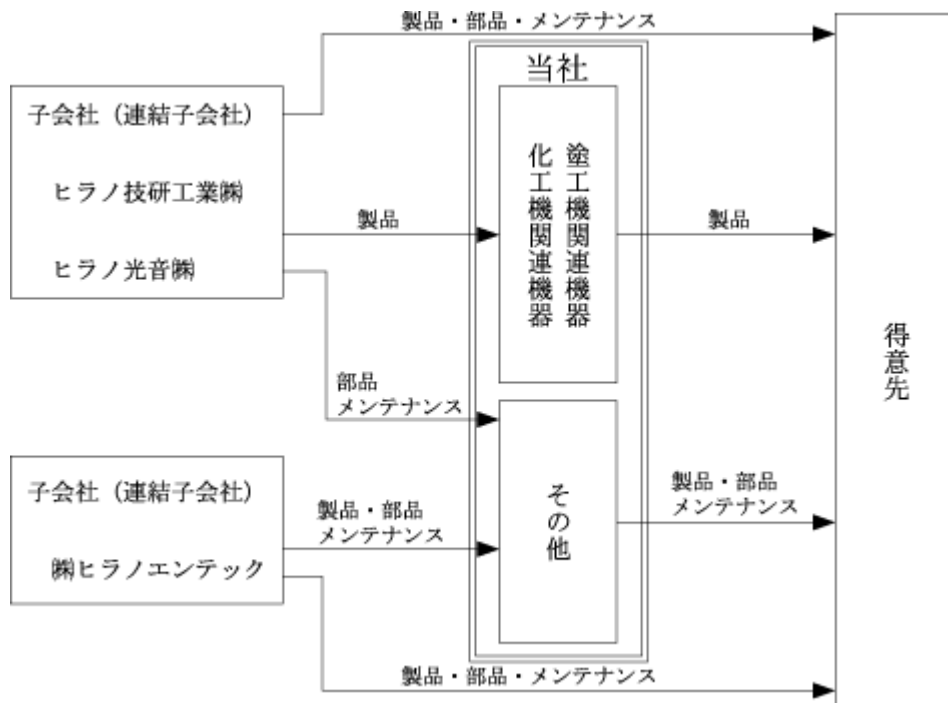 製品・部品・メンテナンス
当社
子会社（連結子会社）
ヒラノ技研工業㈱
ヒラノ光音㈱
製品
塗工機関連機器
化工機関連機器
製品
得意先
部品
メンテナンス
子会社（連結子会社）
㈱ヒラノエンテック
製品・部品
メンテナンス
その他
製品・部品
メンテナンス
製品・部品・メンテナンス